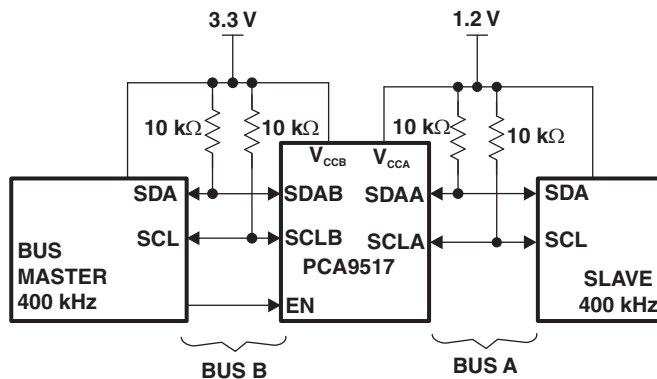 3.3 V
1.2 V
10 kΩ
10 kΩ
10 kΩ
10 kΩ
VCCB
VCCA
SDA
SDAB
SDAA
SDA
SCL
SCLB
SCLA
SCL
BUS
MASTER
400 kHz
PCA9517
EN
SLAVE
400 kHz
BUS B
BUS A